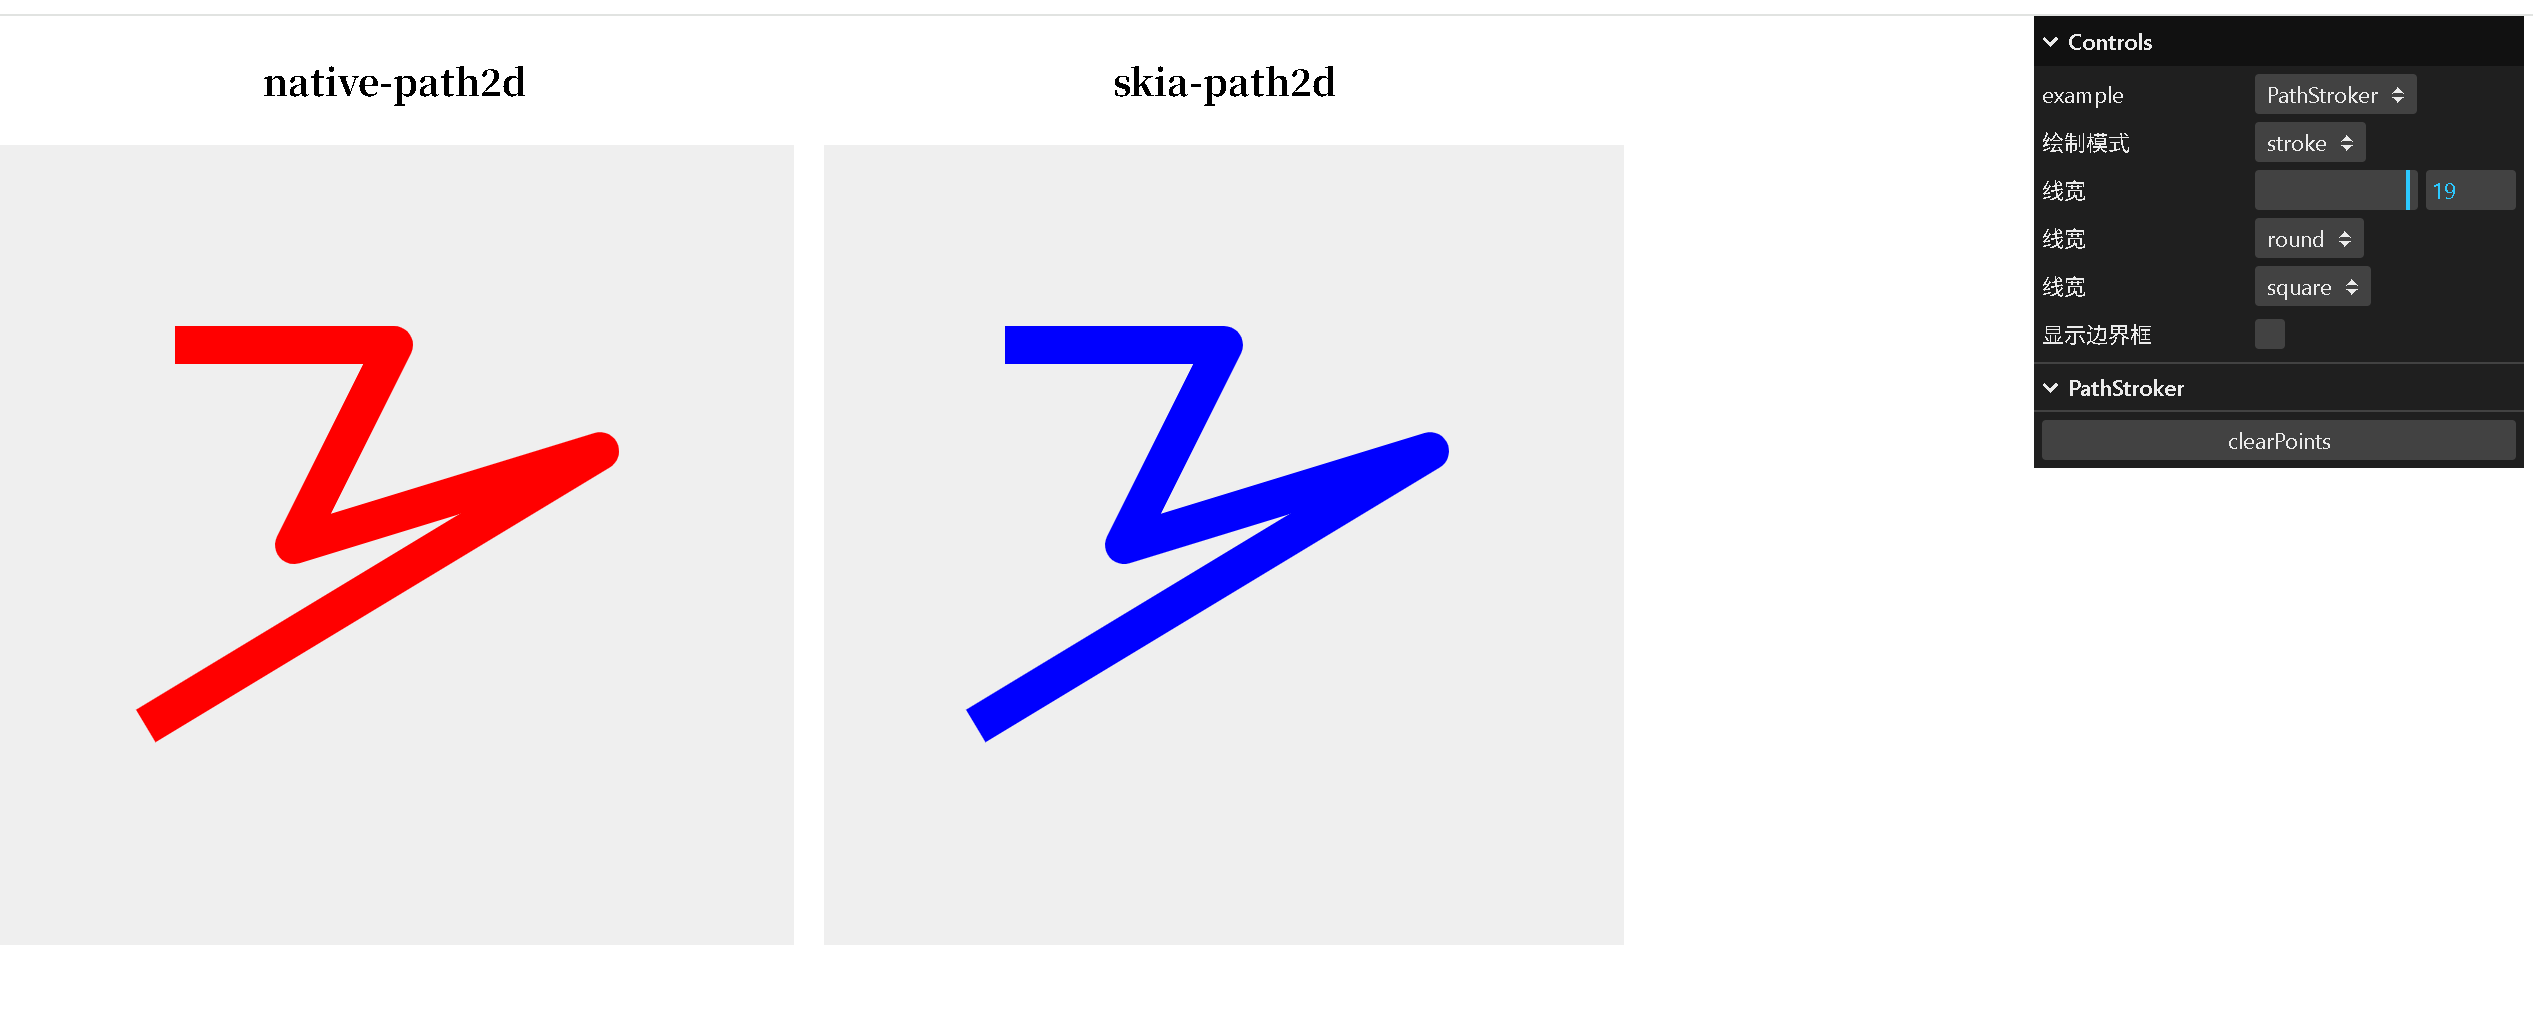 native-path2d
skia-path2d
Controls
example PathStroker
绘制模式 stroke
线宽 19
线宽 round
线宽 square
显示边界框
PathStroker
clearPoints